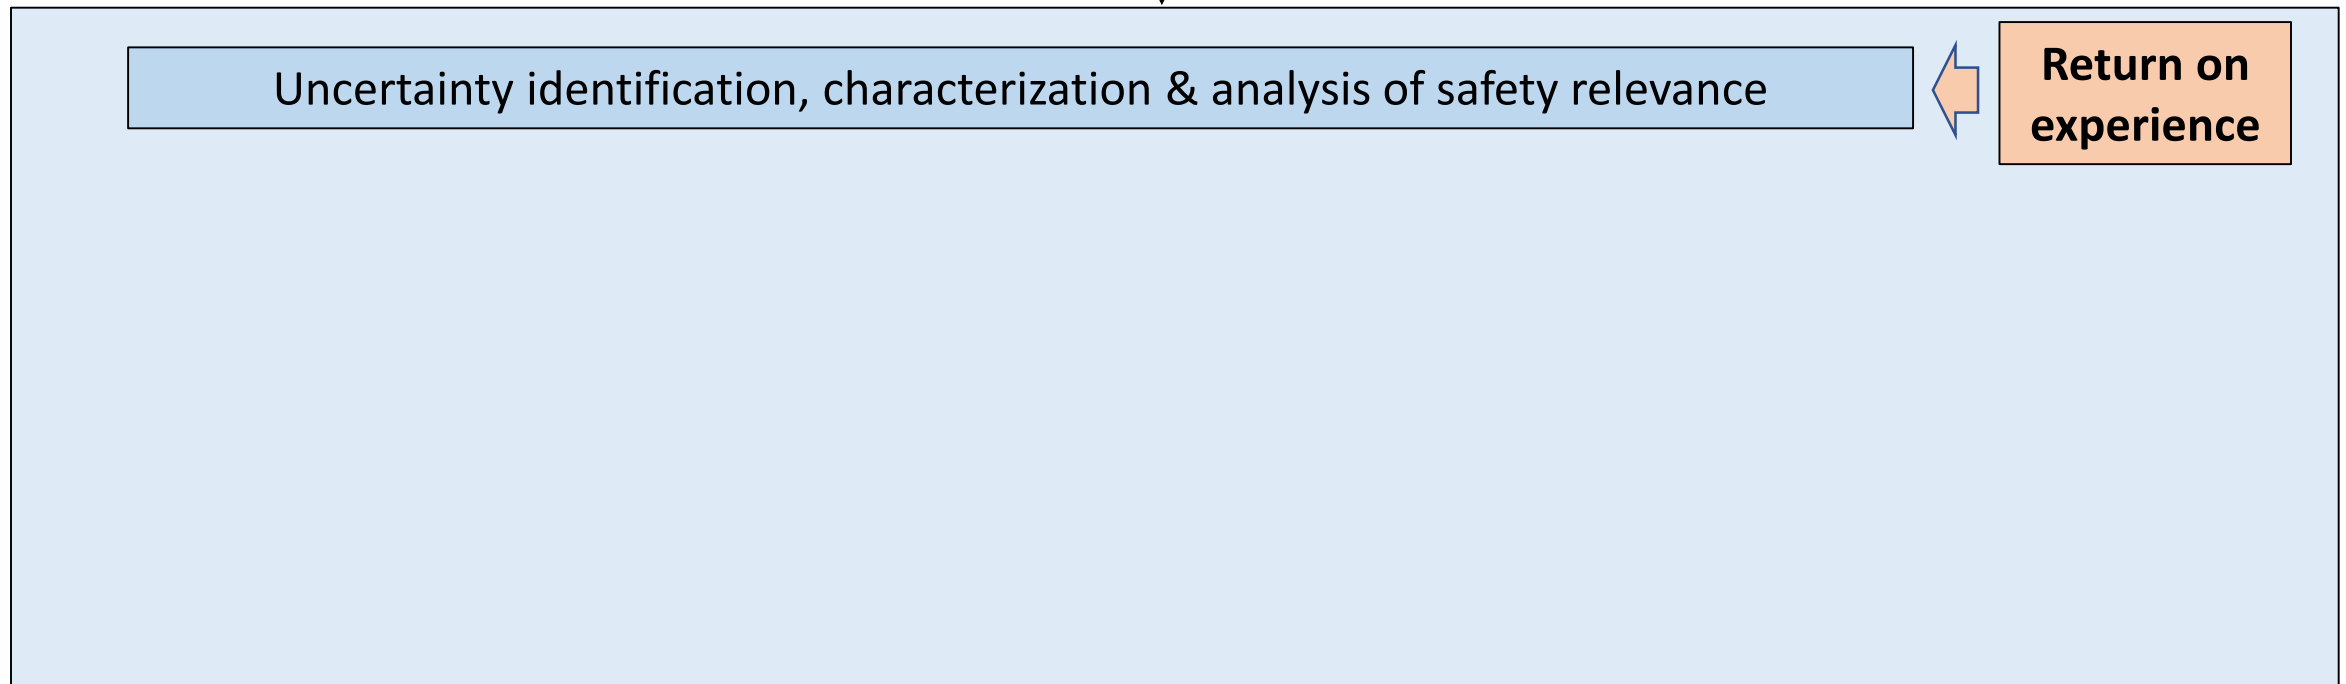 Uncertainty identification, characterization & analysis of safety relevance
Return on
experience